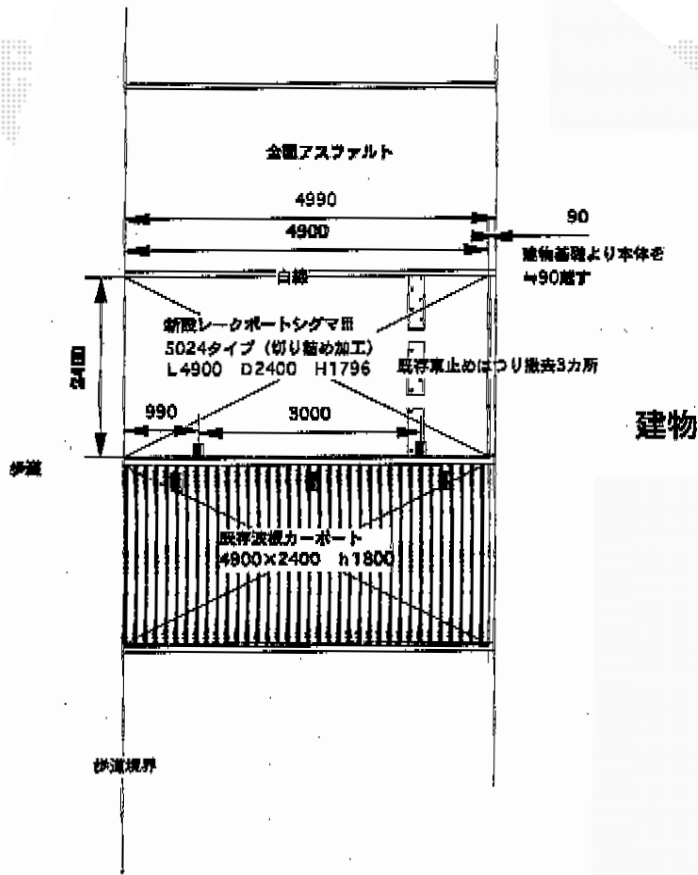 全面アスファルト
4990
4900
90
建物基礎より本体を
≒90離す
白線
新設レークポートシグマⅢ
5024タイプ（切り詰め加工）
L4900 D2400 H1796
既存車止めはつり撤去3カ所
990
3000
建物
歩道
既存波板カーポート
4900×2400 h1800
歩道境界